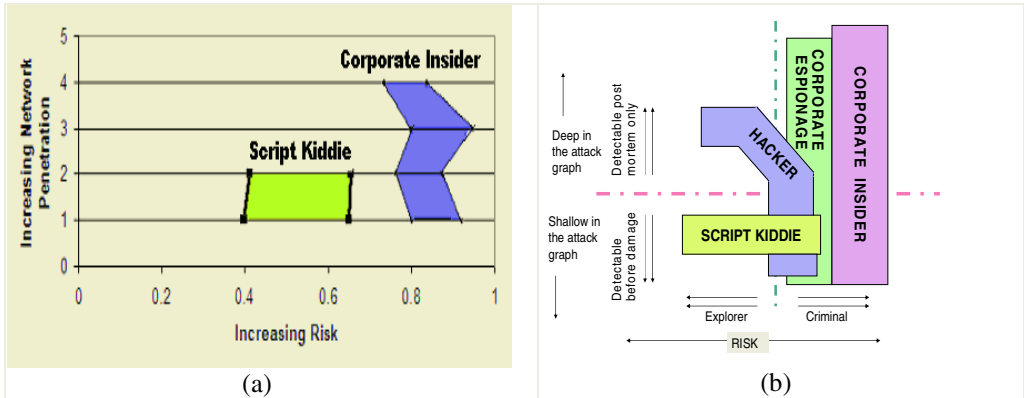 5
4
3
2
1
0
Increasing Network
Penetration
Corporate Insider
Script Kiddie
0
0.2
0.4
0.6
0.8
1
Increasing Risk
(a)
Deep in
the attack
graph
Shallow in
the attack
graph
Detectable post
mortem only
Detectable
before damage
HACKER
SCRIPT KIDDIE
CORPORATE
ESPIONAGE
CORPORATE INSIDER
Explorer
Criminal
RISK
(b)